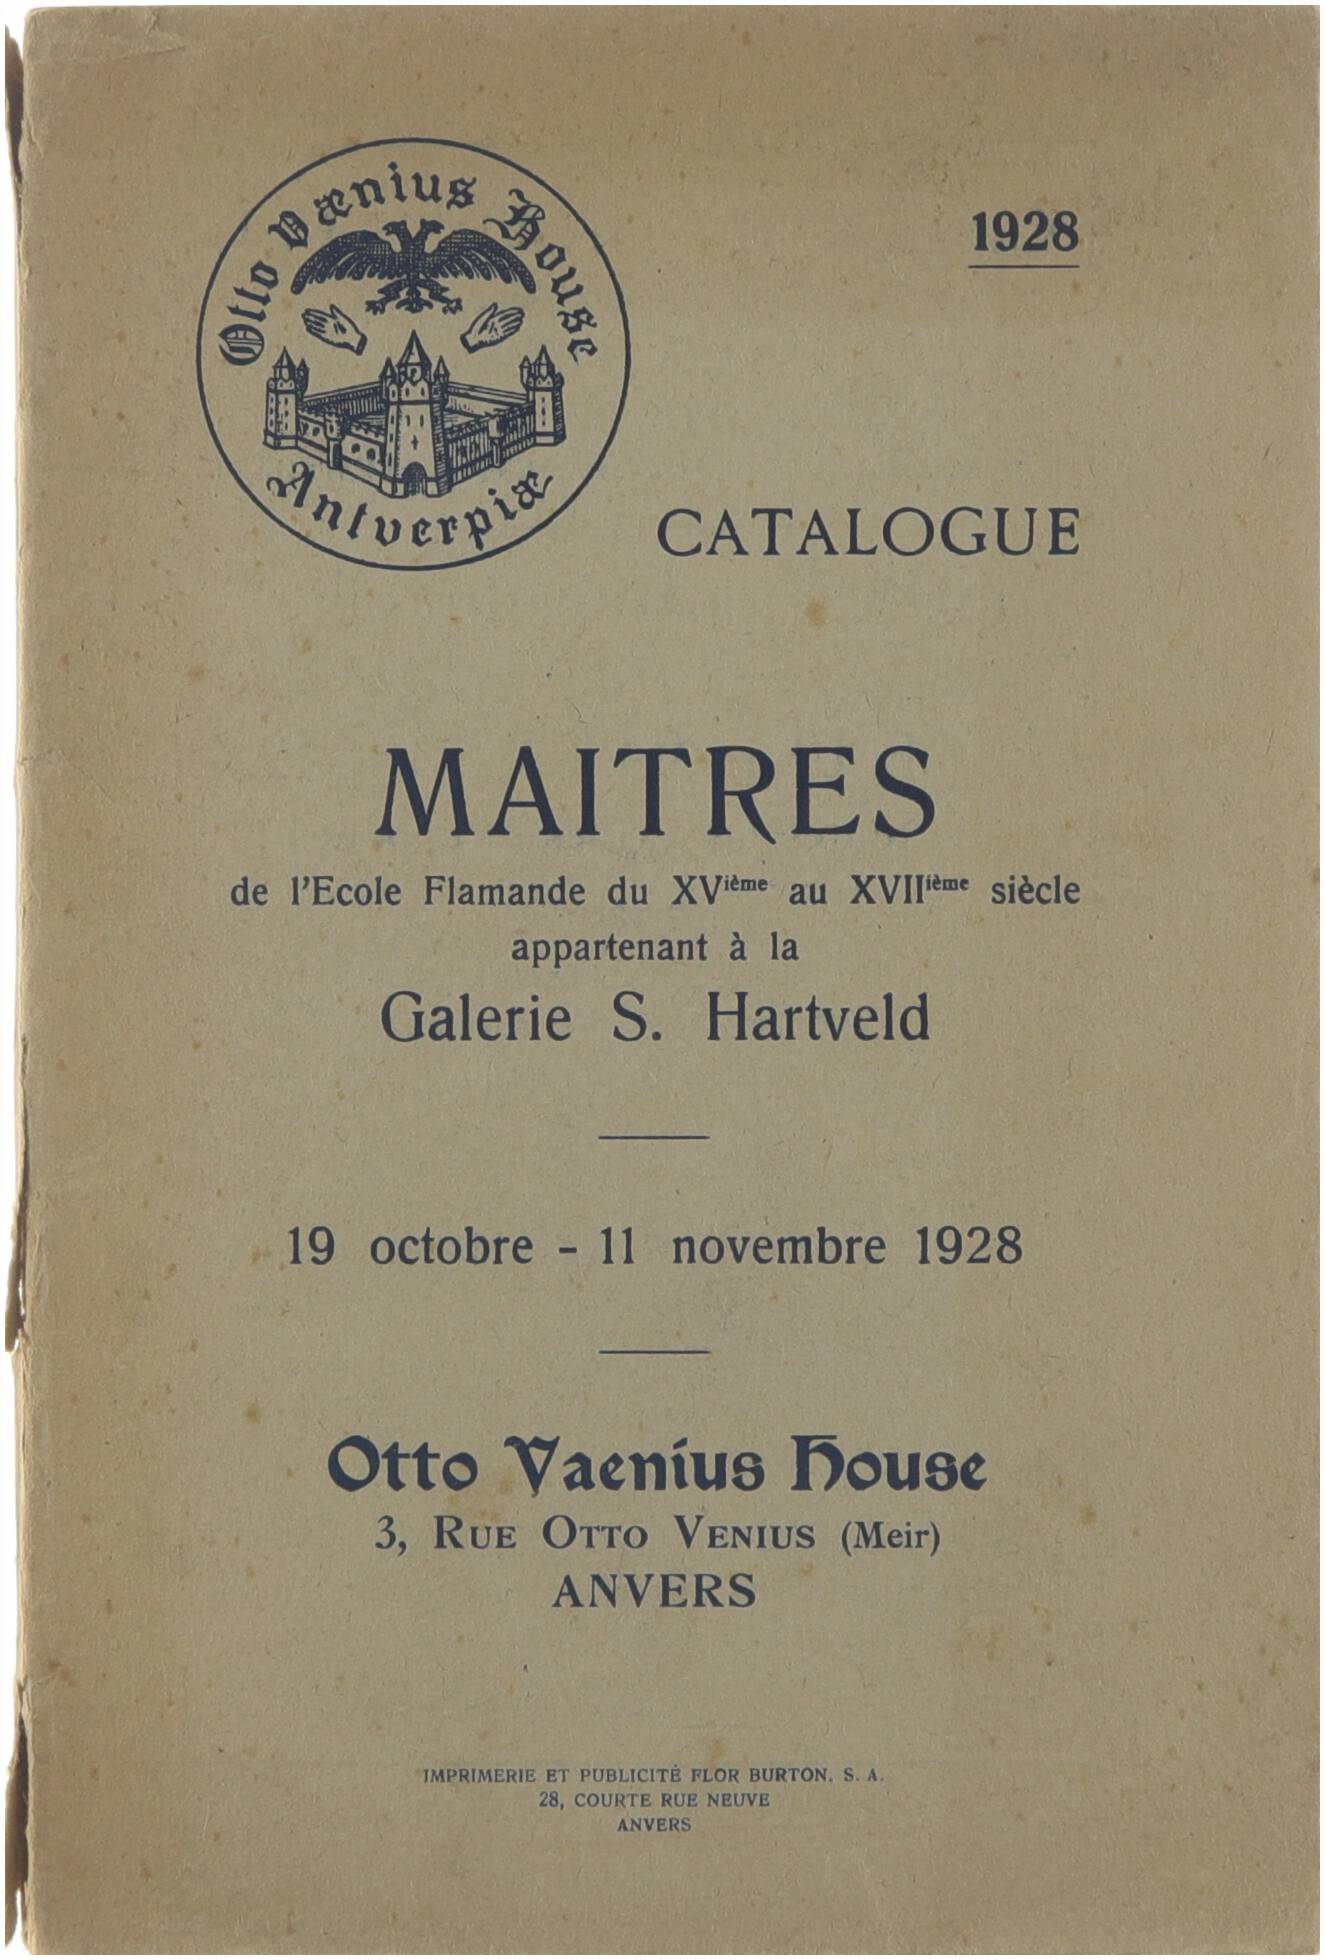 Otto Vænius House
Antverpiæ
1928
CATALOGUE
MAITRES
de l'Ecole Flamande du XVième au XVIIième siècle
appartenant à la
Galerie S. Hartveld
19 octobre - 11 novembre 1928
Otto Vaenius House
3, RUE OTTO VENIUS (Meir)
ANVERS
IMPRIMERIE ET PUBLICITÉ FLOR BURTON. S. A.
28, COURTE RUE NEUVE
ANVERS